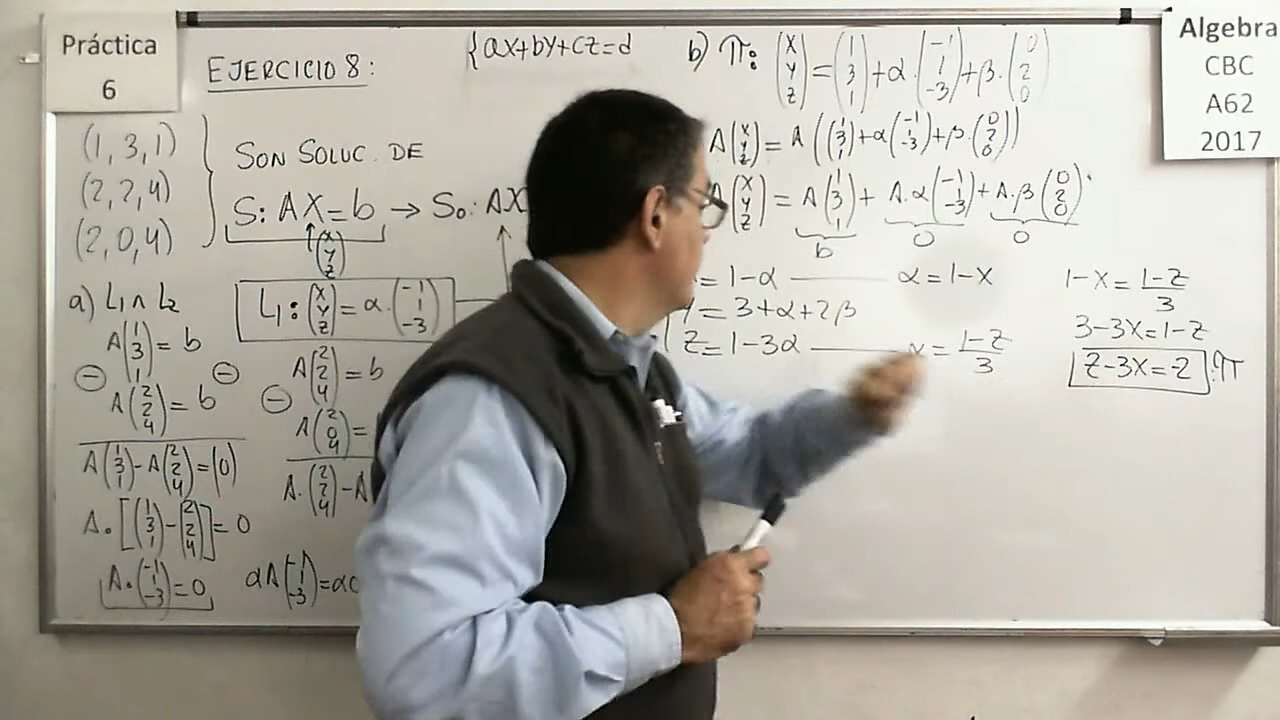 Práctica
6
EJERCICIO 8:
(1, 3, 1)
(2, 2, 4)
(2, 0, 4)
SON SOLUC. DE
S: AX=b → S₀: AX
(x y z)
a) L₁ ∩ L₂
L₁: (x y z) = α·(-1 1 -3)
A(1 3 1) = b
⊖ ⊖
A(2 2 4) = b
A(1 3 1) - A(2 2 4) = (0)
A·[(1 3 1) - (2 2 4)] = 0
A·(-1 1 -3) = 0
αA(-1 1 -3) = α0
A(2 2 4) = b
⊖
A(2 0 4) =
A·(2 2 4) - A
{ax+by+cz=d
b) π: (x y z) = (1 3 1) + α·(-1 1 -3) + β·(0 2 0)
A(x y z) = A((1 3 1) + α(-1 1 -3) + β·(0 2 0))
A(x y z) = A(1 3 1) + A·α(-1 1 -3) + A·β(0 2 0)
b 0 0
= 1-α α = 1-x
= 3+α+2β
z = 1-3α = 1-z/3
1-x = 1-z/3
3-3x = 1-z
z-3x = -2 : π
Algebra
CBC
A62
2017